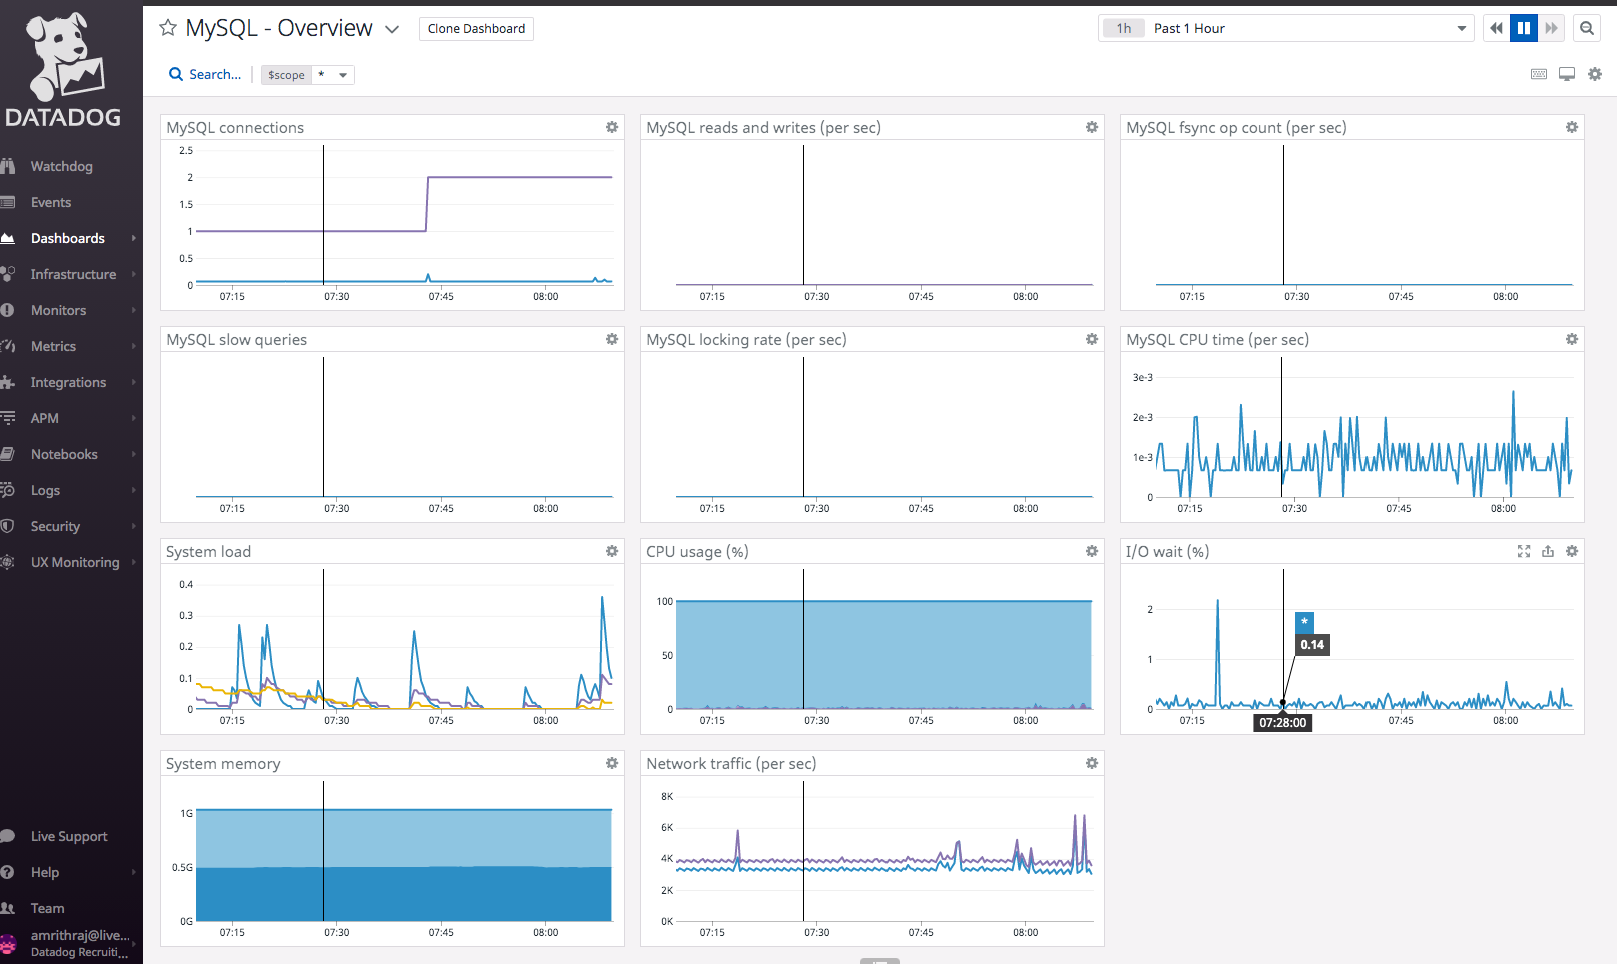 DATADOG
Watchdog
Events
Dashboards
Infrastructure
Monitors
Metrics
Integrations
APM
Notebooks
Logs
Security
UX Monitoring
Live Support
Help
Team
amrithraj@live...
Datadog Recruiti...
MySQL - Overview
Clone Dashboard
1h Past 1 Hour
Search...
$scope *
MySQL connections
2.5
2
1.5
1
0.5
0
07:15 07:30 07:45 08:00
MySQL reads and writes (per sec)
07:15 07:30 07:45 08:00
MySQL fsync op count (per sec)
07:15 07:30 07:45 08:00
MySQL slow queries
07:15 07:30 07:45 08:00
MySQL locking rate (per sec)
07:15 07:30 07:45 08:00
MySQL CPU time (per sec)
3e-3
2e-3
1e-3
0
07:15 07:30 07:45 08:00
System load
0.4
0.3
0.2
0.1
0
07:15 07:30 07:45 08:00
CPU usage (%)
100
50
0
07:15 07:30 07:45 08:00
I/O wait (%)
2
1
0
*
0.14
07:15 07:28:00 07:45 08:00
System memory
1G
0.5G
0G
07:15 07:30 07:45 08:00
Network traffic (per sec)
8K
6K
4K
2K
0K
07:15 07:30 07:45 08:00